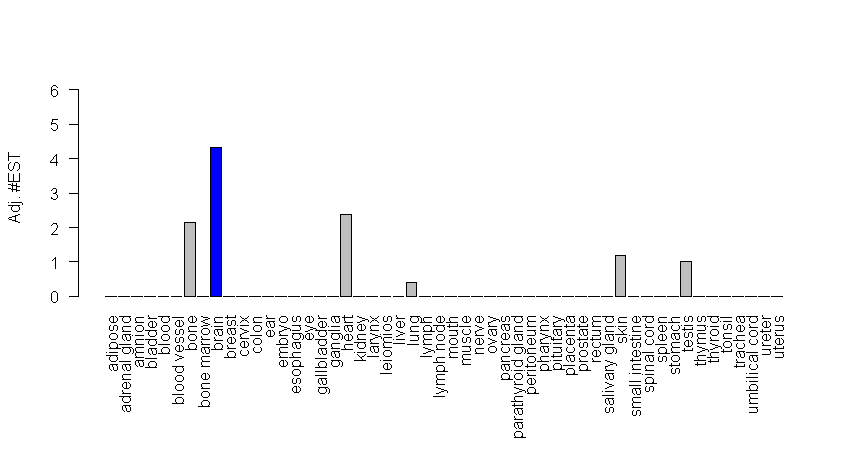 Adj. #EST
6
5
4
3
2
1
0
adipose
adrenal gland
amnion
bladder
blood
blood vessel
bone
bone marrow
brain
breast
cervix
colon
ear
embryo
esophagus
eye
gallbladder
ganglia
heart
kidney
larynx
leiomios
liver
lung
lymph
lymph node
mouth
muscle
nerve
ovary
pancreas
parathyroid gland
peritoneum
pharynx
pituitary
placenta
prostate
rectum
salivary gland
skin
small intestine
spinal cord
spleen
stomach
testis
thymus
thyroid
tonsil
trachea
umbilical cord
ureter
uterus